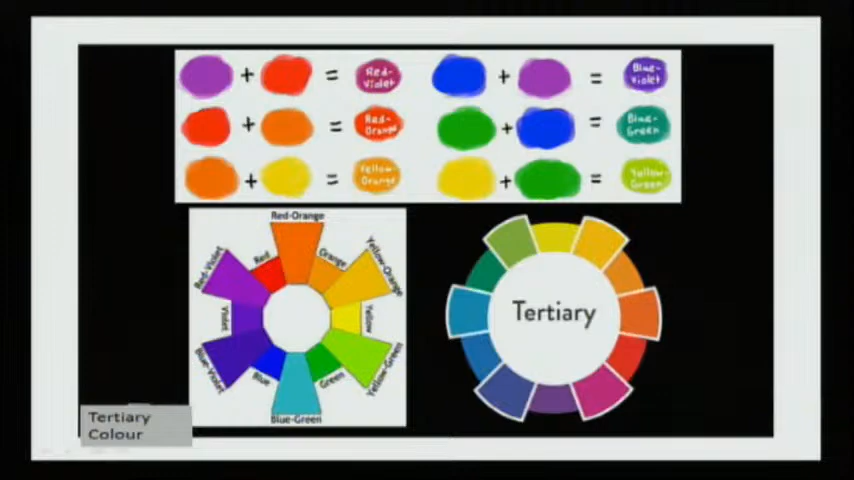 + = Red-
Violet
+ = Blue-
Violet
+ = Red-
Orange
+ = Blue-
Green
+ = Yellow-
Orange
+ = Yellow-
Green
Red-Orange
Orange
Yellow-Orange
Yellow
Yellow-Green
Green
Blue-Green
Blue
Blue-Violet
Violet
Red-Violet
Red
Tertiary
Tertiary
Colour